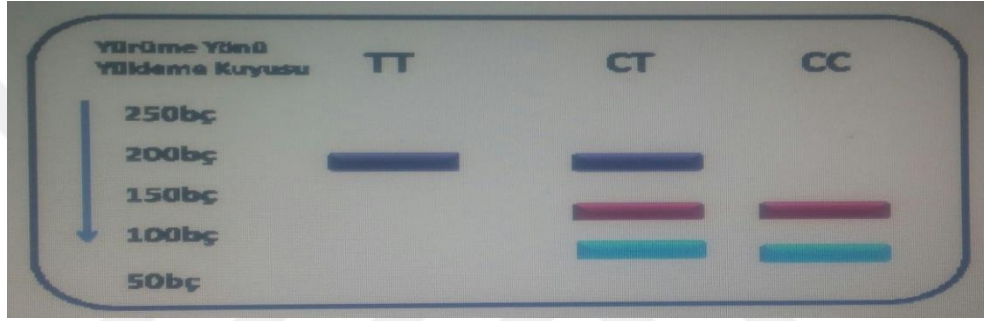 Yürüme Yönü
Yükleme Kuyusu
TT CT CC
250bç
200bç
150bç
100bç
50bç